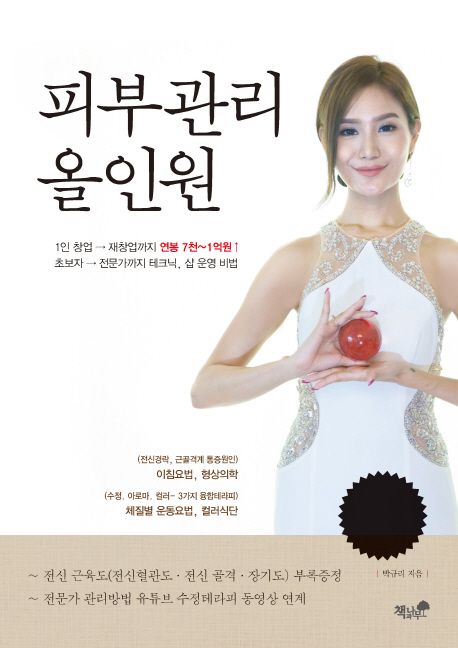 피부관리
올인원
1인 창업 → 재창업까지 연봉 7천~1억원↑
초보자 → 전문가까지 테크닉, 샵 운영 비법
(전신경락, 근골격계 통증원인)
이침요법, 형상의학
(수정, 아로마, 컬러- 3가지 융합테라피)
체질별 운동요법, 컬러식단
~ 전신 근육도(전신혈관도 · 전신 골격 · 장기도) 부록증정
~ 전문가 관리방법 유튜브 수정테라피 동영상 연계
| 박규리 지음 |
책나무